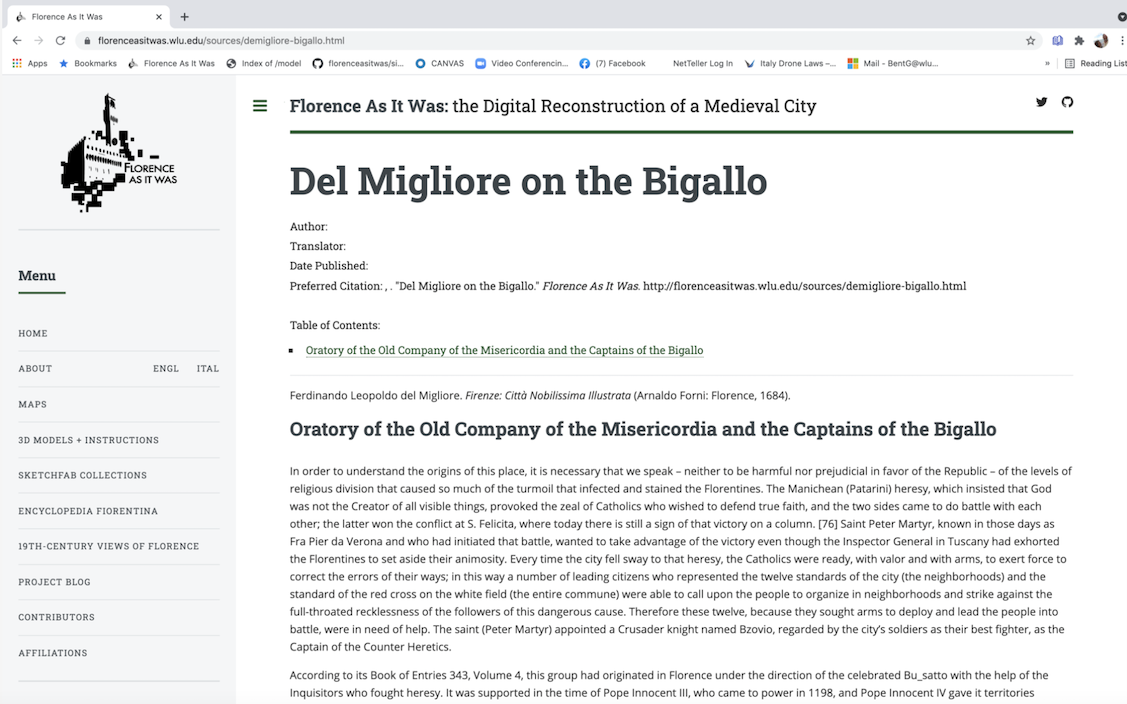 Florence As It Was
florenceasitwas.wlu.edu/sources/demigliore-bigallo.html
Apps Bookmarks Florence As It Was Index of /model florenceasitwas/si... CANVAS Video Conferencin... (7) Facebook NetTeller Log In Italy Drone Laws –... Mail - BentG@wlu... » Reading List
FLORENCE
AS IT WAS
Menu
HOME
ABOUT ENGL ITAL
MAPS
3D MODELS + INSTRUCTIONS
SKETCHFAB COLLECTIONS
ENCYCLOPEDIA FIORENTINA
19TH-CENTURY VIEWS OF FLORENCE
PROJECT BLOG
CONTRIBUTORS
AFFILIATIONS
Florence As It Was: the Digital Reconstruction of a Medieval City
Del Migliore on the Bigallo
Author:
Translator:
Date Published:
Preferred Citation: , . "Del Migliore on the Bigallo." Florence As It Was. http://florenceasitwas.wlu.edu/sources/demigliore-bigallo.html
Table of Contents:
Oratory of the Old Company of the Misericordia and the Captains of the Bigallo
Ferdinando Leopoldo del Migliore. Firenze: Città Nobilissima Illustrata (Arnaldo Forni: Florence, 1684).
Oratory of the Old Company of the Misericordia and the Captains of the Bigallo
In order to understand the origins of this place, it is necessary that we speak – neither to be harmful nor prejudicial in favor of the Republic – of the levels of
religious division that caused so much of the turmoil that infected and stained the Florentines. The Manichean (Patarini) heresy, which insisted that God
was not the Creator of all visible things, provoked the zeal of Catholics who wished to defend true faith, and the two sides came to do battle with each
other; the latter won the conflict at S. Felicita, where today there is still a sign of that victory on a column. [76] Saint Peter Martyr, known in those days as
Fra Pier da Verona and who had initiated that battle, wanted to take advantage of the victory even though the Inspector General in Tuscany had exhorted
the Florentines to set aside their animosity. Every time the city fell sway to that heresy, the Catholics were ready, with valor and with arms, to exert force to
correct the errors of their ways; in this way a number of leading citizens who represented the twelve standards of the city (the neighborhoods) and the
standard of the red cross on the white field (the entire commune) were able to call upon the people to organize in neighborhoods and strike against the
full-throated recklessness of the followers of this dangerous cause. Therefore these twelve, because they sought arms to deploy and lead the people into
battle, were in need of help. The saint (Peter Martyr) appointed a Crusader knight named Bzovio, regarded by the city's soldiers as their best fighter, as the
Captain of the Counter Heretics.
According to its Book of Entries 343, Volume 4, this group had originated in Florence under the direction of the celebrated Bu_satto with the help of the
Inquisitors who fought heresy. It was supported in the time of Pope Innocent III, who came to power in 1198, and Pope Innocent IV gave it territories